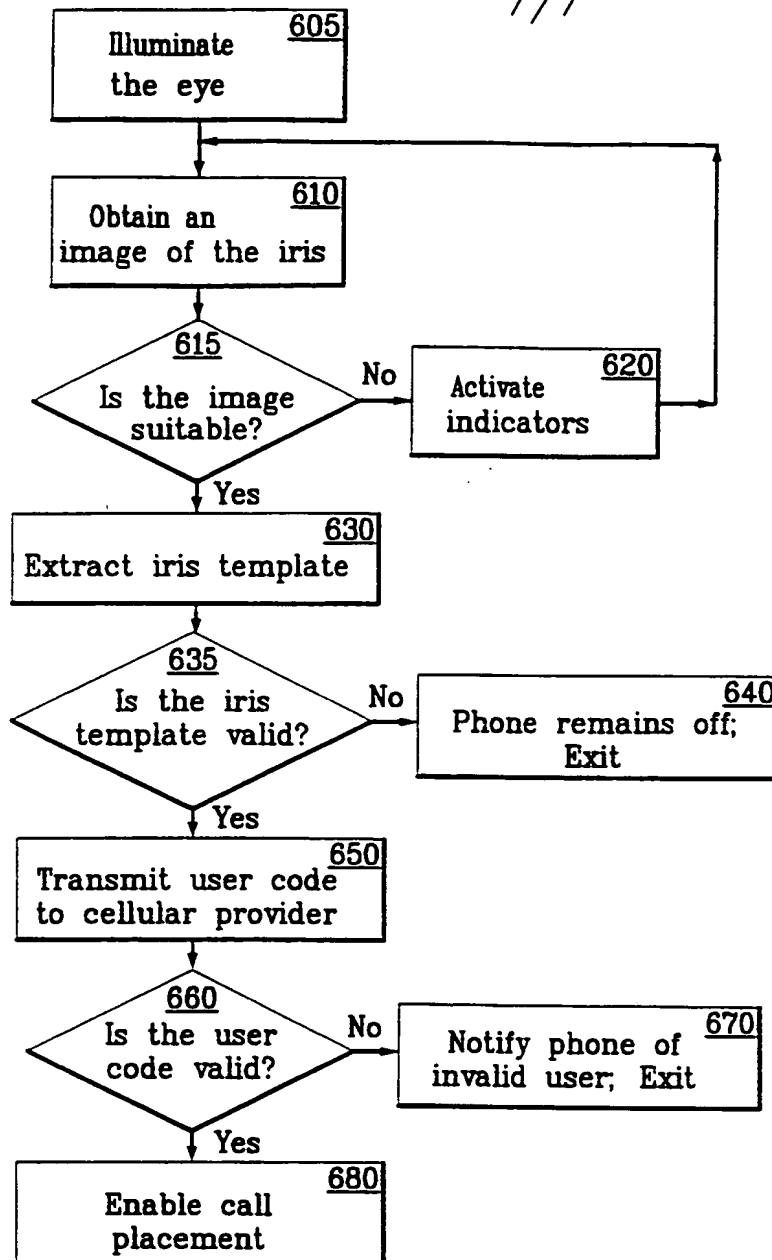 605
Illuminate
the eye
610
Obtain an
image of the iris
615
Is the image
suitable?
No
620
Activate
indicators
Yes
630
Extract iris template
635
Is the iris
template valid?
No
640
Phone remains off;
Exit
Yes
650
Transmit user code
to cellular provider
660
Is the user
code valid?
No
670
Notify phone of
invalid user; Exit
Yes
680
Enable call
placement